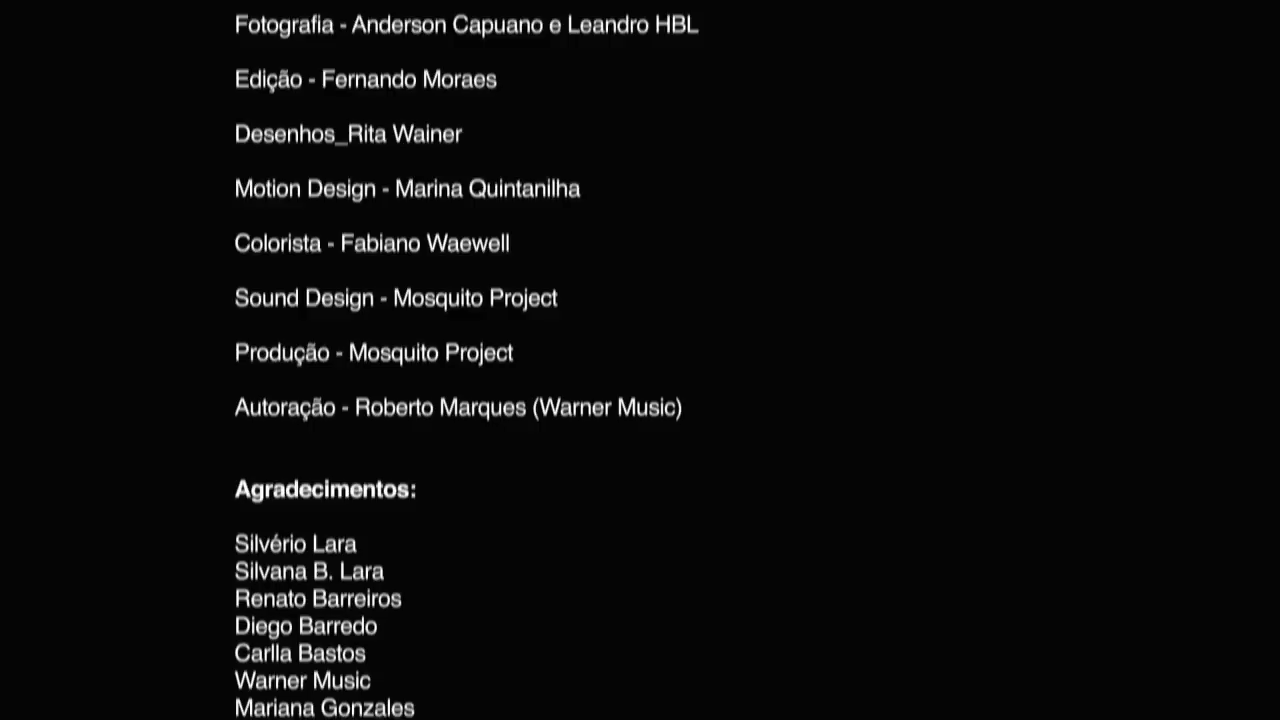 Fotografia - Anderson Capuano e Leandro HBL
Edição - Fernando Moraes
Desenhos_Rita Wainer
Motion Design - Marina Quintanilha
Colorista - Fabiano Waewell
Sound Design - Mosquito Project
Produção - Mosquito Project
Autoração - Roberto Marques (Warner Music)
Agradecimentos:
Silvério Lara
Silvana B. Lara
Renato Barreiros
Diego Barredo
Carlla Bastos
Warner Music
Mariana Gonzales